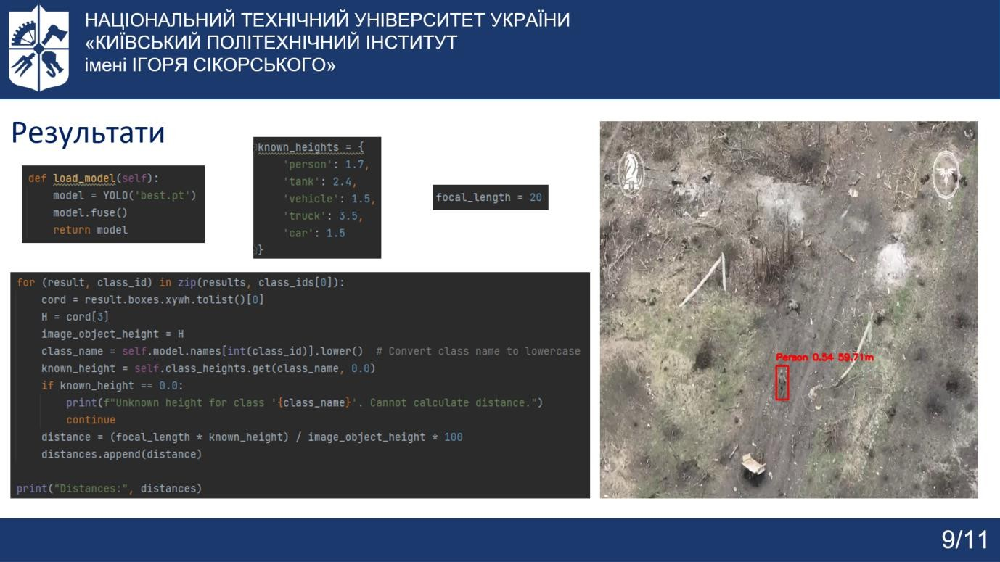 НАЦІОНАЛЬНИЙ ТЕХНІЧНИЙ УНІВЕРСИТЕТ УКРАЇНИ
«КИЇВСЬКИЙ ПОЛІТЕХНІЧНИЙ ІНСТИТУТ
імені ІГОРЯ СІКОРСЬКОГО»
Результати
def load_model(self):
    model = YOLO('best.pt')
    model.fuse()
    return model
known_heights = {
    'person': 1.7,
    'tank': 2.4,
    'vehicle': 1.5,
    'truck': 3.5,
    'car': 1.5
}
focal_length = 20
for (result, class_id) in zip(results, class_ids[0]):
    cord = result.boxes.xywh.tolist()[0]
    H = cord[3]
    image_object_height = H
    class_name = self.model.names[int(class_id)].lower()  # Convert class name to lowercase
    known_height = self.class_heights.get(class_name, 0.0)
    if known_height == 0.0:
        print(f"Unknown height for class '{class_name}'. Cannot calculate distance.")
        continue
    distance = (focal_length * known_height) / image_object_height * 100
    distances.append(distance)
print("Distances:", distances)
Person 0.54 59.71m
9/11